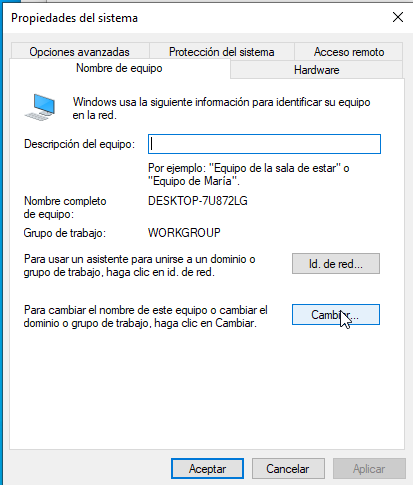 Propiedades del sistema
Opciones avanzadas Protección del sistema Acceso remoto
Nombre de equipo Hardware
Windows usa la siguiente información para identificar su equipo
en la red.
Descripción del equipo:
Por ejemplo: "Equipo de la sala de estar" o
"Equipo de María".
Nombre completo
de equipo:
DESKTOP-7U872LG
Grupo de trabajo: WORKGROUP
Para usar un asistente para unirse a un dominio o
grupo de trabajo, haga clic en id. de red.
Id. de red...
Para cambiar el nombre de este equipo o cambiar el
dominio o grupo de trabajo, haga clic en Cambiar.
Cambiar...
Aceptar Cancelar Aplicar